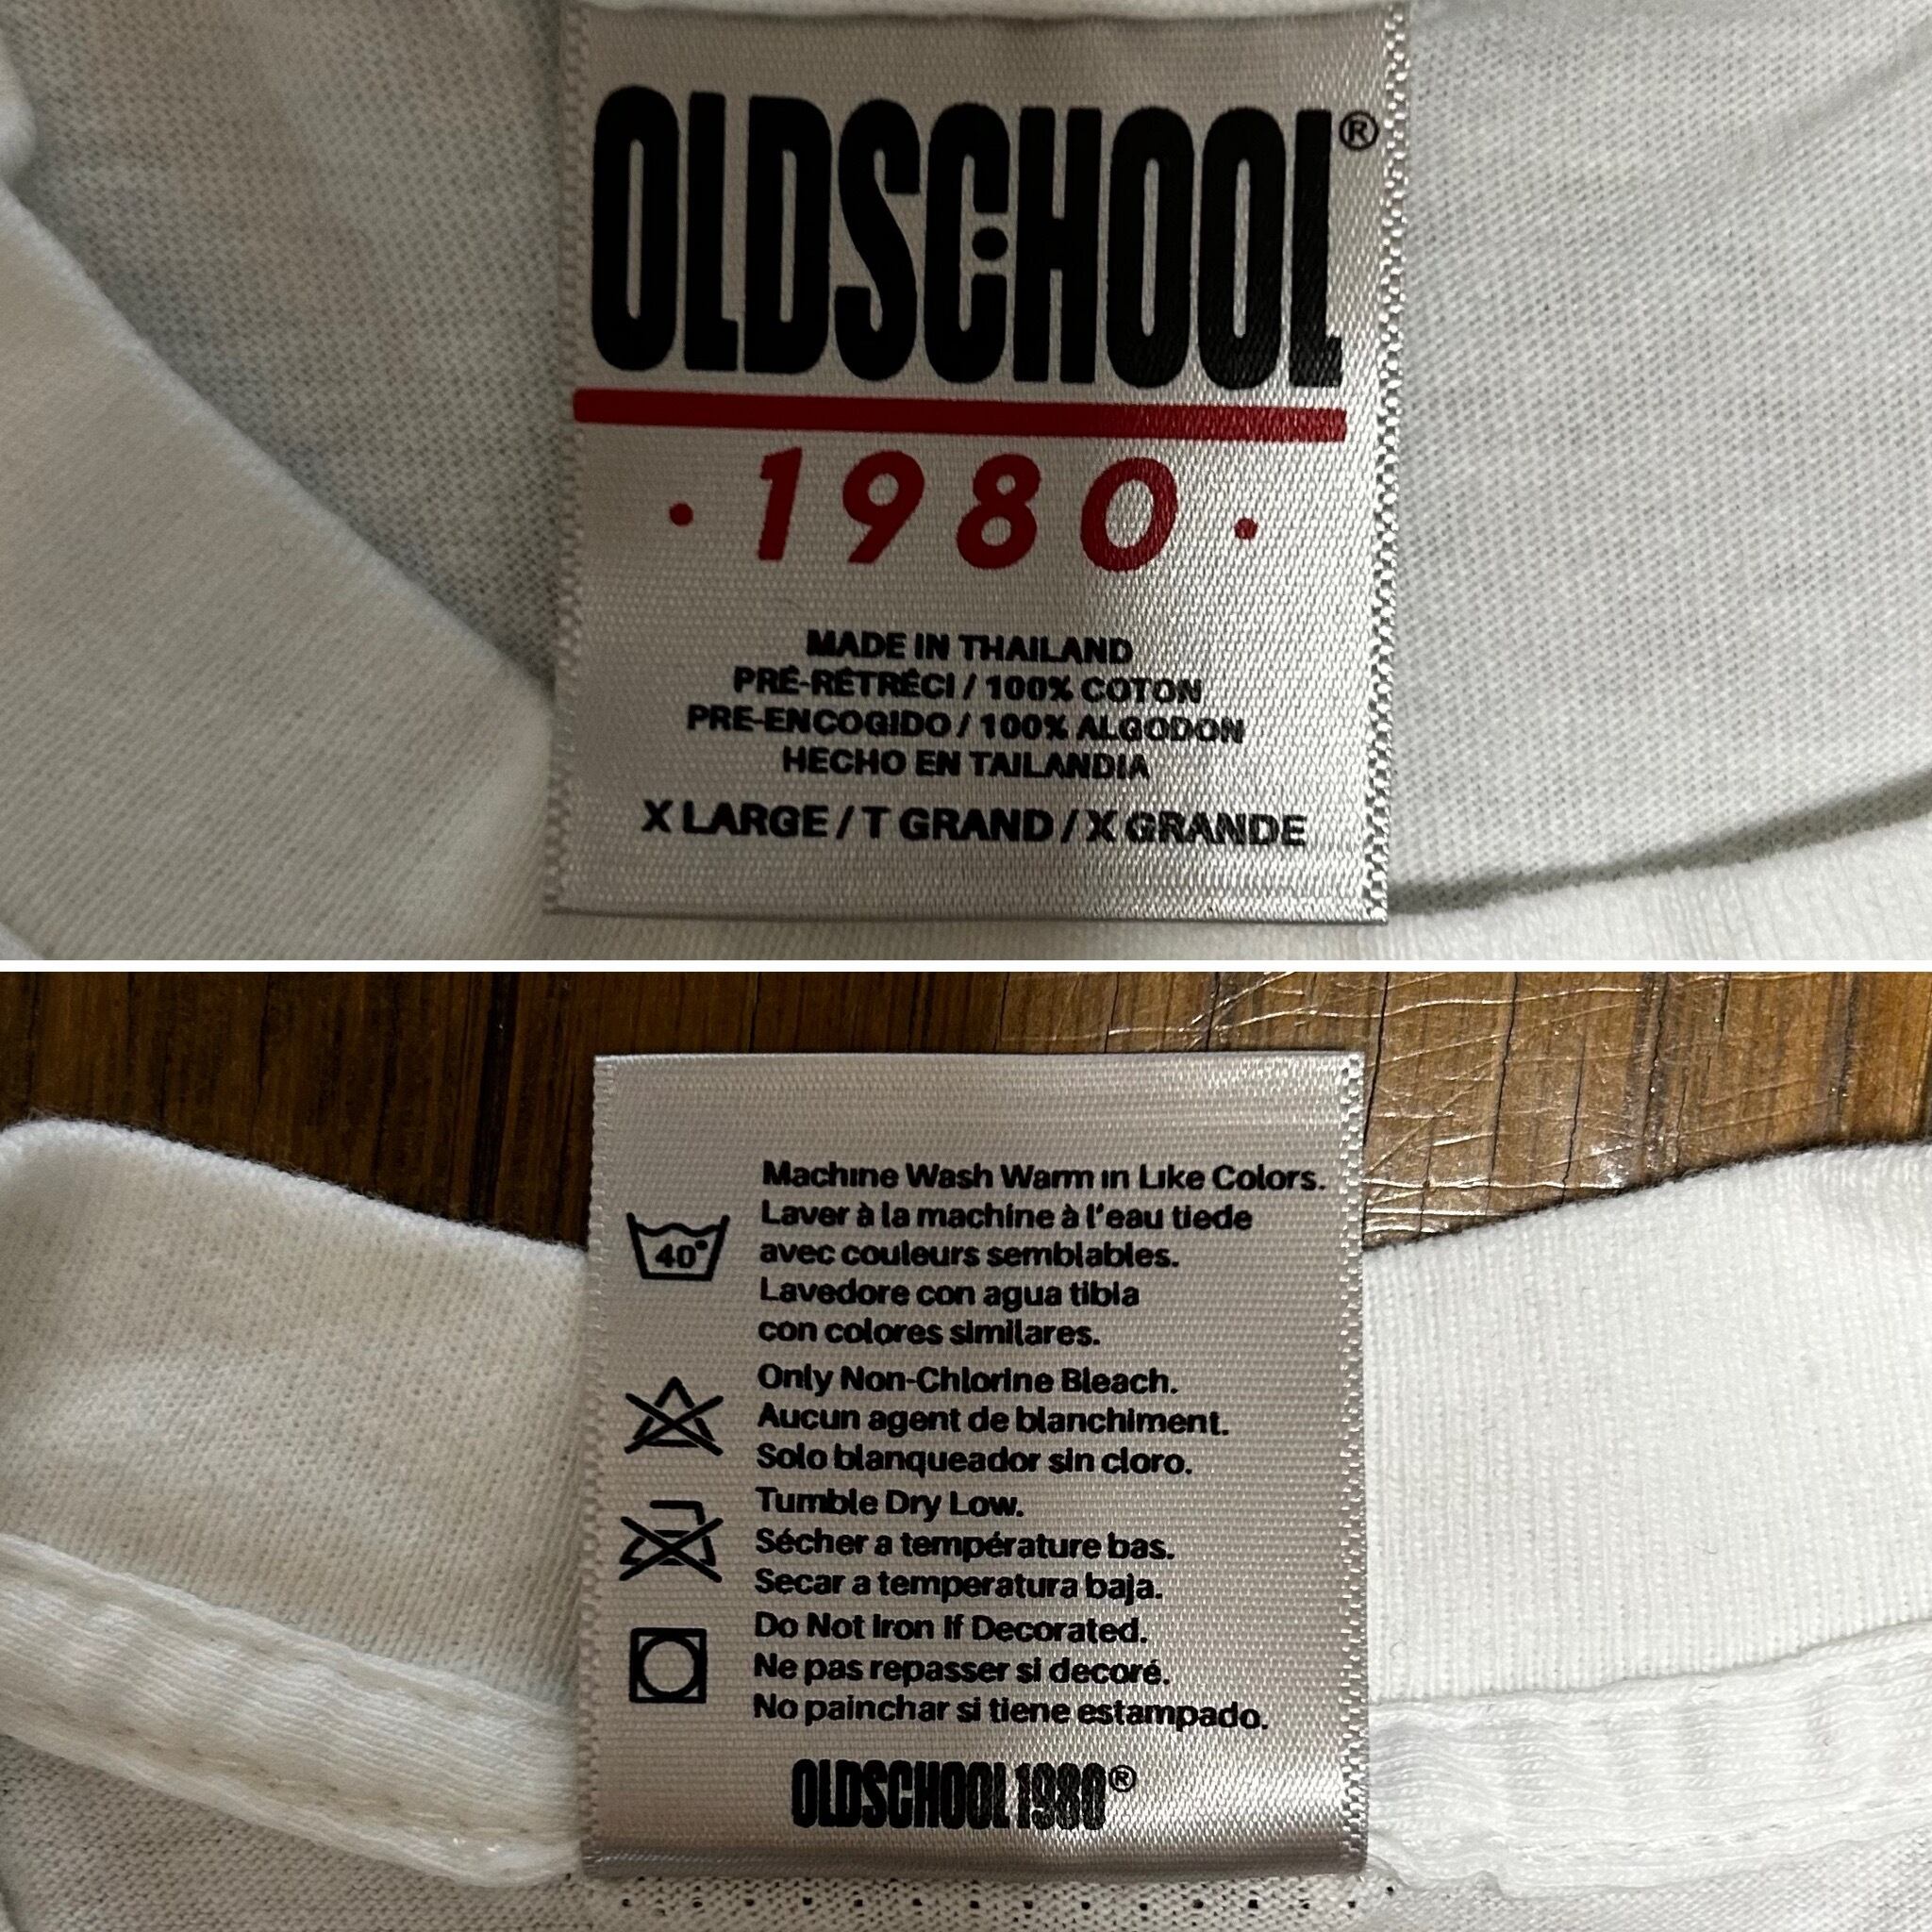 OLDSCHOOL®
· 1980 ·
MADE IN THAILAND
PRÉ-RÉTRÉCI / 100% COTON
PRE-ENCOGIDO / 100% ALGODON
HECHO EN TAILANDIA
X LARGE / T GRAND / X GRANDE
Machine Wash Warm in Like Colors.
Laver à la machine à l'eau tiede
40° avec couleurs semblables.
Lavedore con agua tibia
con colores similares.
Only Non-Chlorine Bleach.
Aucun agent de blanchiment.
Solo blanqueador sin cloro.
Tumble Dry Low.
Sécher a température bas.
Secar a temperatura baja.
Do Not Iron If Decorated.
Ne pas repasser si decoré.
No painchar si tiene estampado.
OLDSCHOOL 1980®